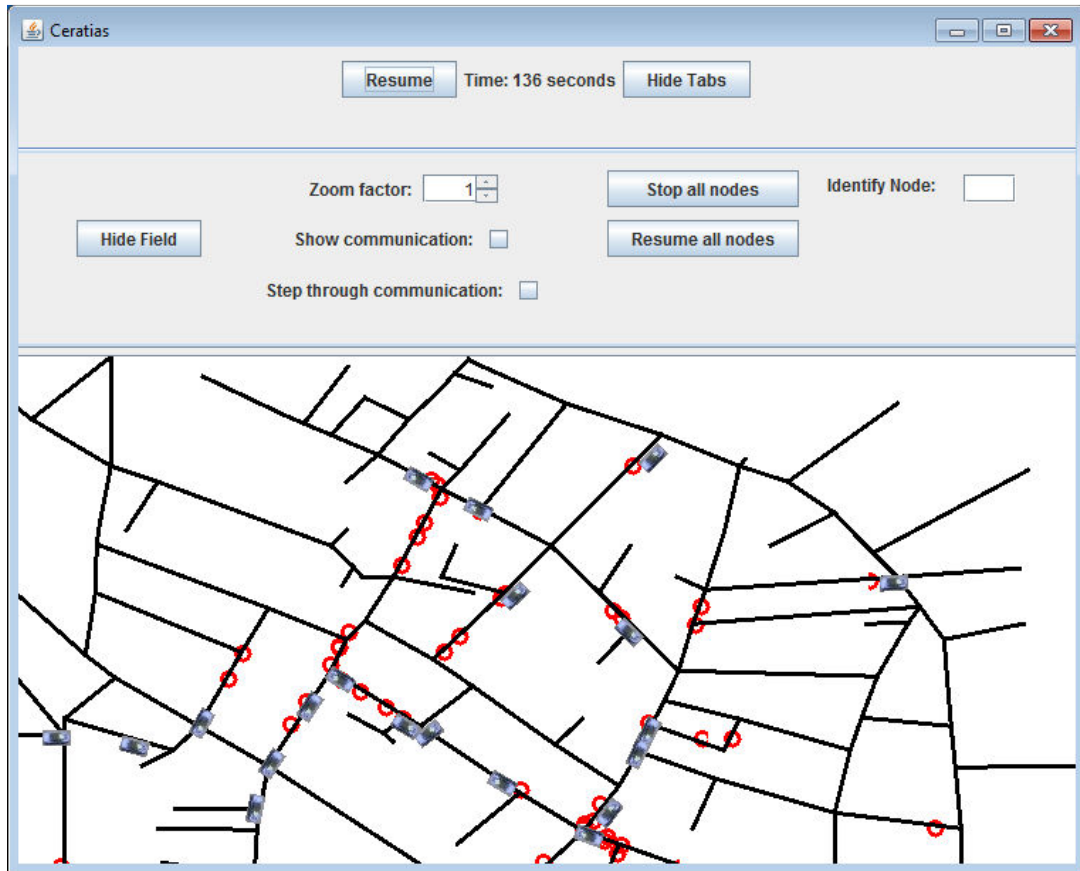 Ceratias
Resume Time: 136 seconds Hide Tabs
Zoom factor: 1 Stop all nodes Identify Node:
Hide Field Show communication: Resume all nodes
Step through communication: